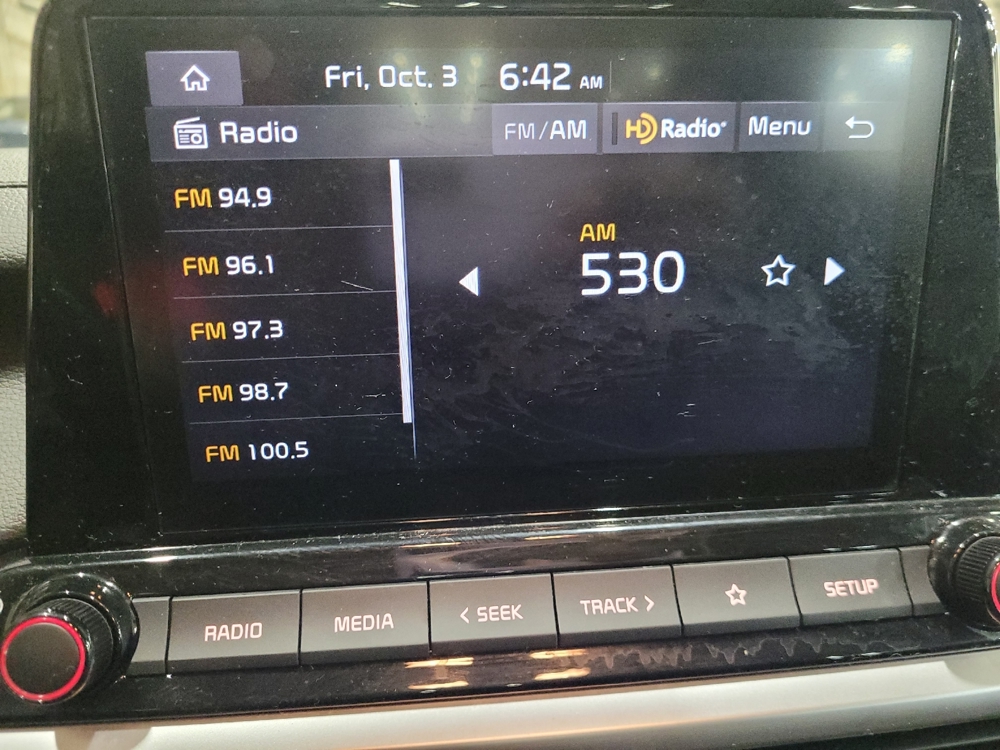 Fri, Oct. 3 6:42 AM
Radio FM/AM HD Radio Menu
FM 94.9
FM 96.1
FM 97.3
FM 98.7
FM 100.5
AM
530
RADIO MEDIA < SEEK TRACK > SETUP